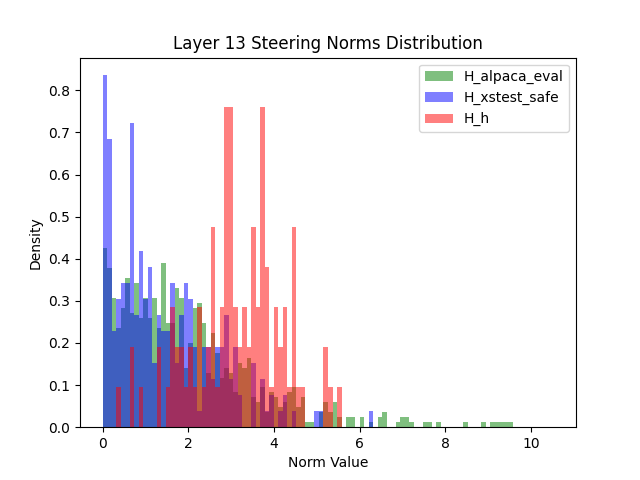 Layer 13 Steering Norms Distribution
H_alpaca_eval
H_xstest_safe
H_h
Density
0.8
0.7
0.6
0.5
0.4
0.3
0.2
0.1
0.0
0 2 4 6 8 10
Norm Value